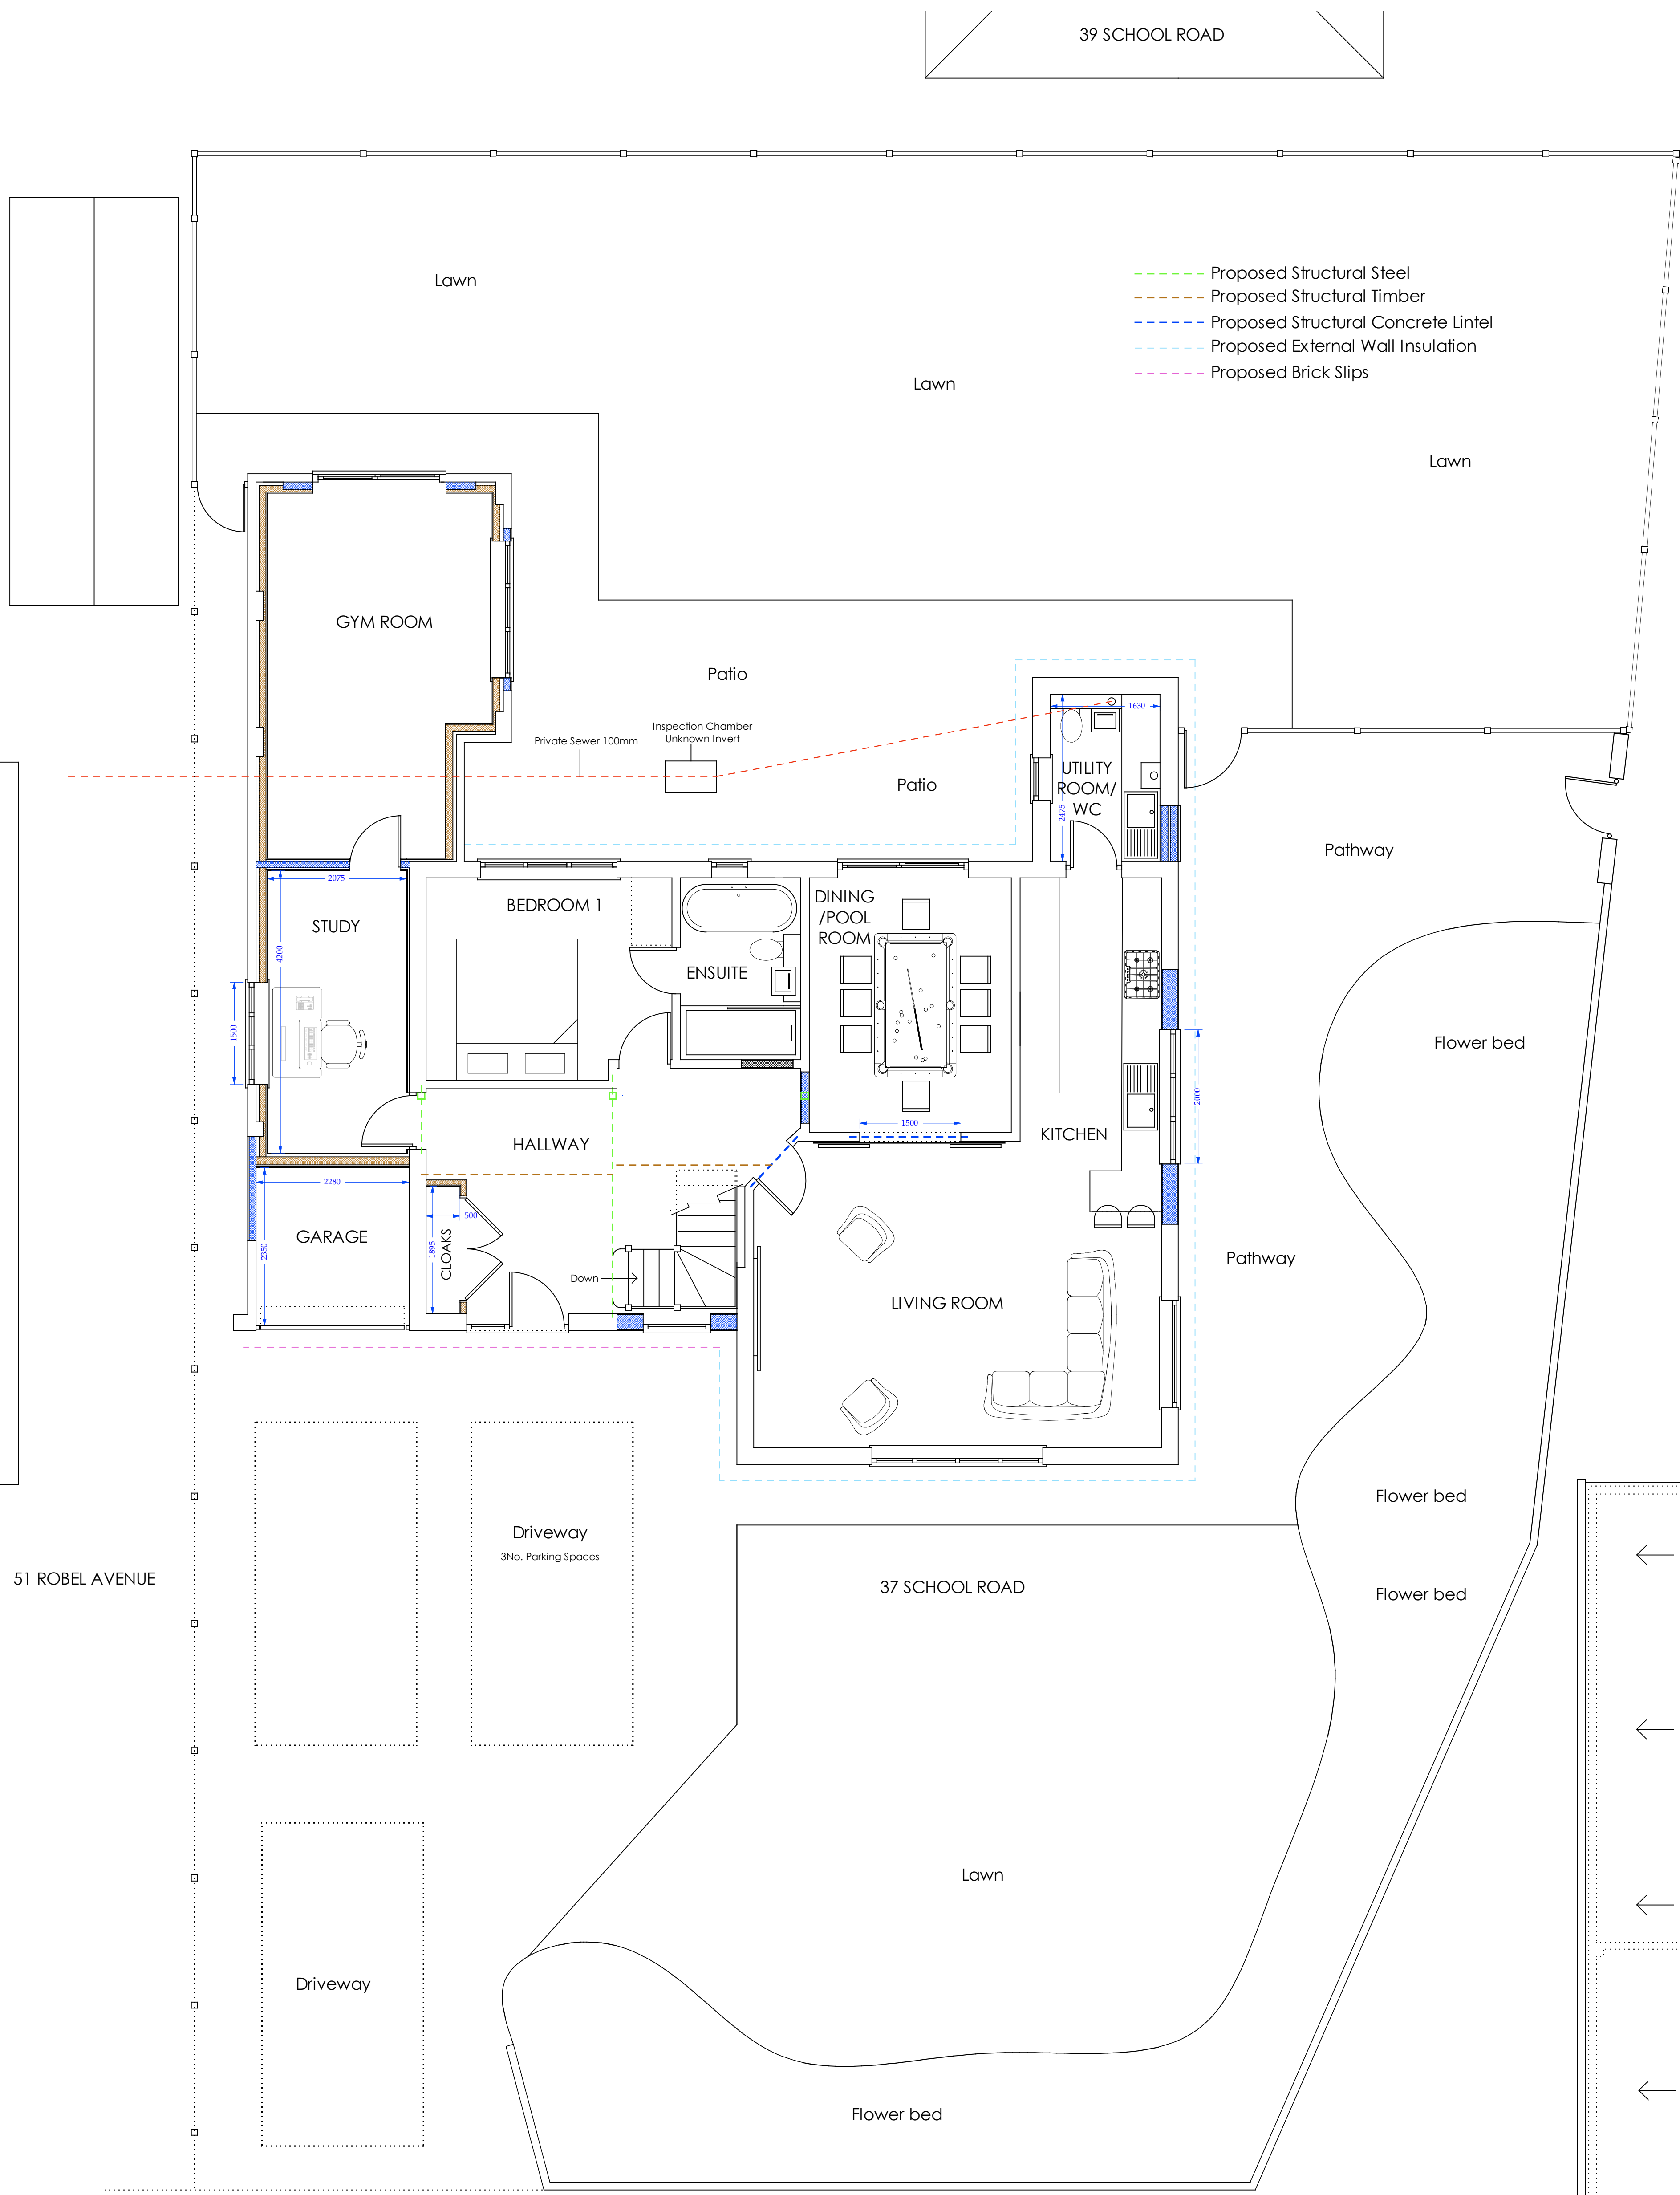 39 SCHOOL ROAD
Lawn
Proposed Structural Steel
Proposed Structural Timber
Proposed Structural Concrete Lintel
Proposed External Wall Insulation
Proposed Brick Slips
Lawn
Lawn
GYM ROOM
Patio
Inspection Chamber
Unknown Invert
Private Sewer 100mm
1630
UTILITY
ROOM/
WC
2475
Patio
Pathway
2075
STUDY
4200
1500
BEDROOM 1
ENSUITE
DINING
/POOL
ROOM
1500
Flower bed
2000
KITCHEN
HALLWAY
2280
GARAGE
2350
500
CLOAKS
1895
Down
LIVING ROOM
Pathway
Flower bed
Driveway
3No. Parking Spaces
51 ROBEL AVENUE
37 SCHOOL ROAD
Flower bed
Lawn
Driveway
Flower bed